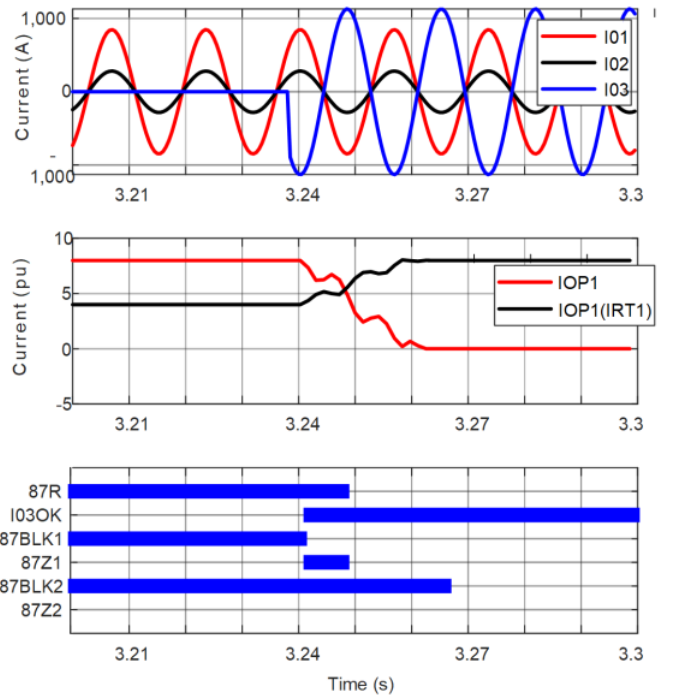 1,000
0
-
1,000
Current (A)
I01
I02
I03
I
3.21 3.24 3.27 3.3
10
5
0
-5
Current (pu)
IOP1
IOP1(IRT1)
3.21 3.24 3.27 3.3
87R
I03OK
87BLK1
87Z1
87BLK2
87Z2
3.21 3.24 3.27 3.3
Time (s)